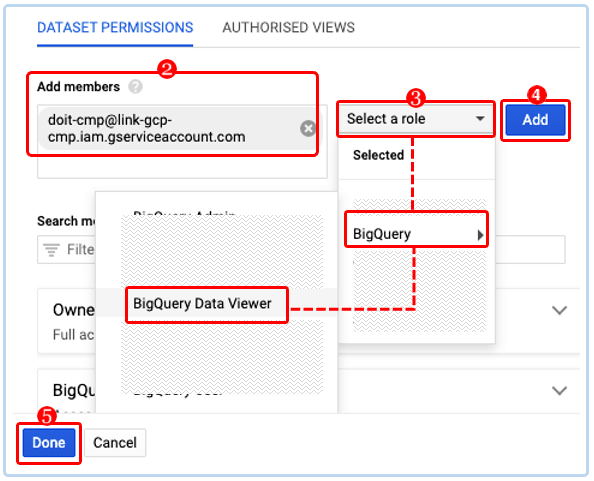 DATASET PERMISSIONS AUTHORISED VIEWS
2
Add members
3
4
doit-cmp@link-gcp-
cmp.iam.gserviceaccount.com
Select a role
Add
Selected
BigQuery Admin
Search me
Filte
BigQuery
BigQuery Data Viewer
Owne
Full ac
BigQu
BigQuery User
5
Done Cancel